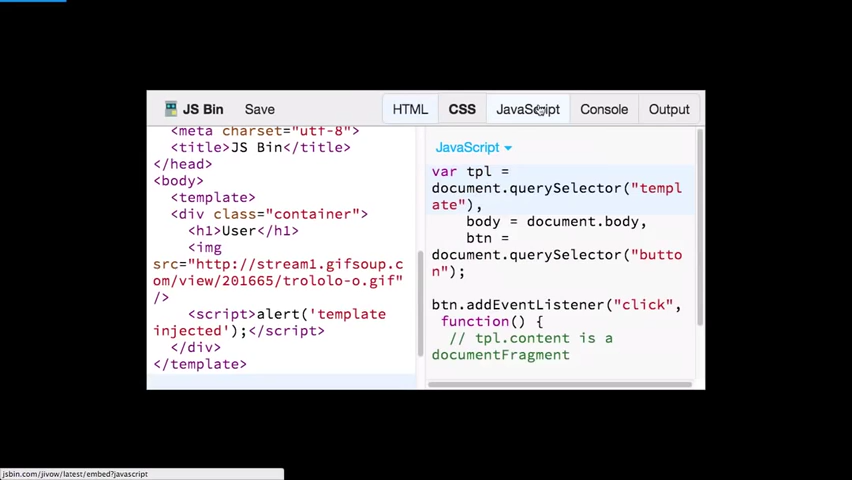 JS Bin Save HTML CSS JavaScript Console Output
<meta charset="utf-8">
<title>JS Bin</title>
</head>
<body>
<template>
<div class="container">
<h1>User</h1>
<img
src="http://stream1.gifsoup.c
om/view/201665/trololo-o.gif"
/>
<script>alert('template
injected');</script>
</div>
</template>
JavaScript
var tpl =
document.querySelector("templ
ate"),
body = document.body,
btn =
document.querySelector("butto
n");
btn.addEventListener("click",
function() {
// tpl.content is a
documentFragment
jsbin.com/jivow/latest/embed?javascript